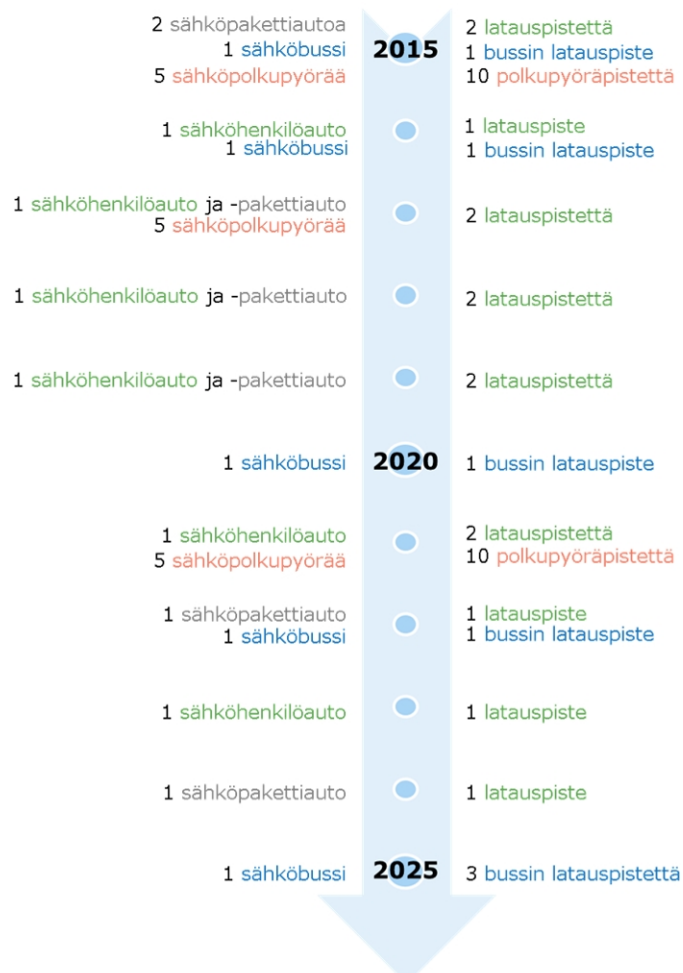 2 sähköpakettiautoa
1 sähköbussi
5 sähköpolkupyörää
2015
2 latauspistettä
1 bussin latauspiste
10 polkupyöräpistettä
1 sähköhenkilöauto
1 sähköbussi
1 latauspiste
1 bussin latauspiste
1 sähköhenkilöauto ja -pakettiauto
5 sähköpolkupyörää
2 latauspistettä
1 sähköhenkilöauto ja -pakettiauto
2 latauspistettä
1 sähköhenkilöauto ja -pakettiauto
2 latauspistettä
1 sähköbussi
2020
1 bussin latauspiste
1 sähköhenkilöauto
5 sähköpolkupyörää
2 latauspistettä
10 polkupyöräpistettä
1 sähköpakettiauto
1 sähköbussi
1 latauspiste
1 bussin latauspiste
1 sähköhenkilöauto
1 latauspiste
1 sähköpakettiauto
1 latauspiste
1 sähköbussi
2025
3 bussin latauspistettä